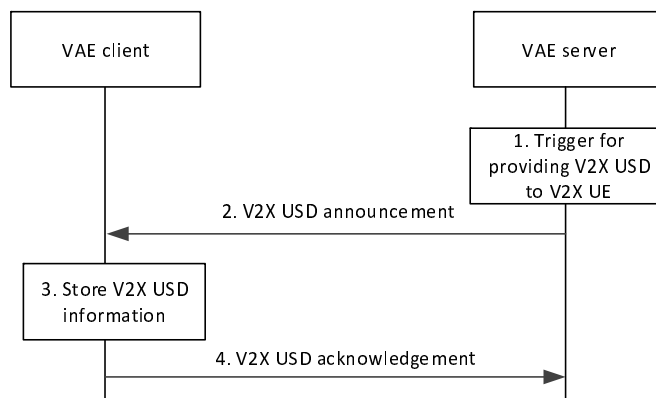 VAE client
VAE server
1. Trigger for
providing V2X USD
to V2X UE
2. V2X USD announcement
3. Store V2X USD
information
4. V2X USD acknowledgement